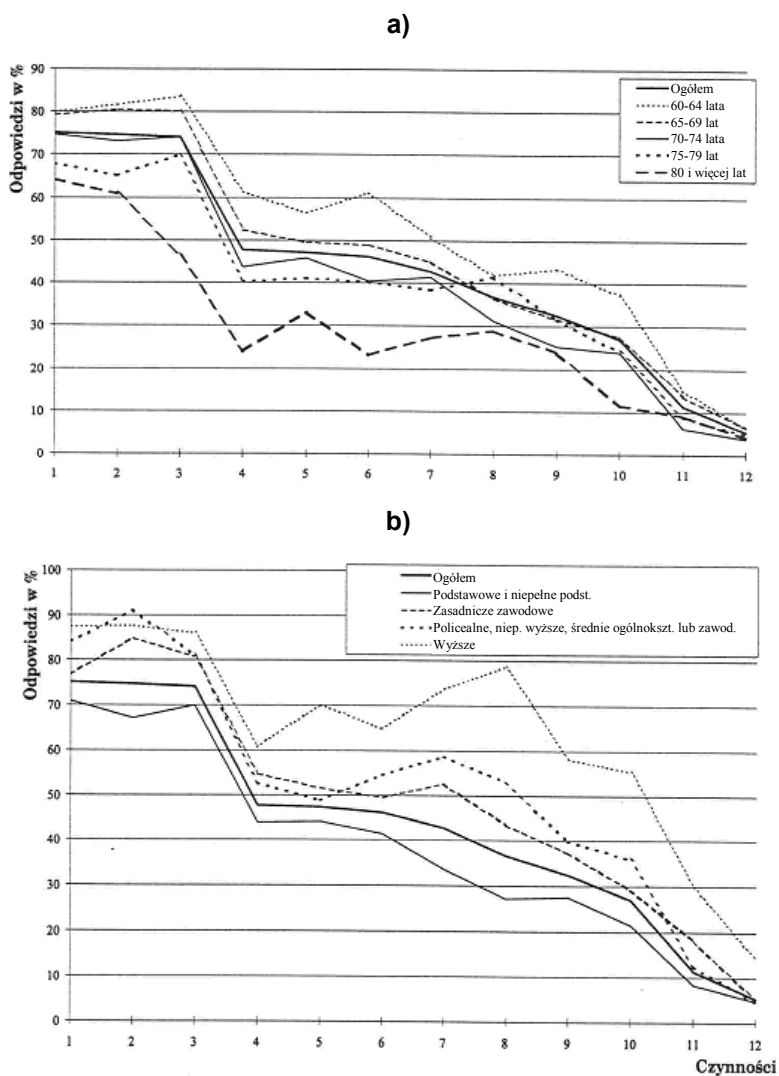 a)
Odpowiedzi w %
90
80
70
60
50
40
30
20
10
0
Ogółem
60-64 lata
65-69 lat
70-74 lata
75-79 lat
80 i więcej lat
1 2 3 4 5 6 7 8 9 10 11 12
b)
Odpowiedzi w %
100
90
80
70
60
50
40
30
20
10
0
Ogółem
Podstawowe i niepełne podst.
Zasadnicze zawodowe
Policealne, niep. wyższe, średnie ogólnokszt. lub zawod.
Wyższe
1 2 3 4 5 6 7 8 9 10 11 12
Czynności